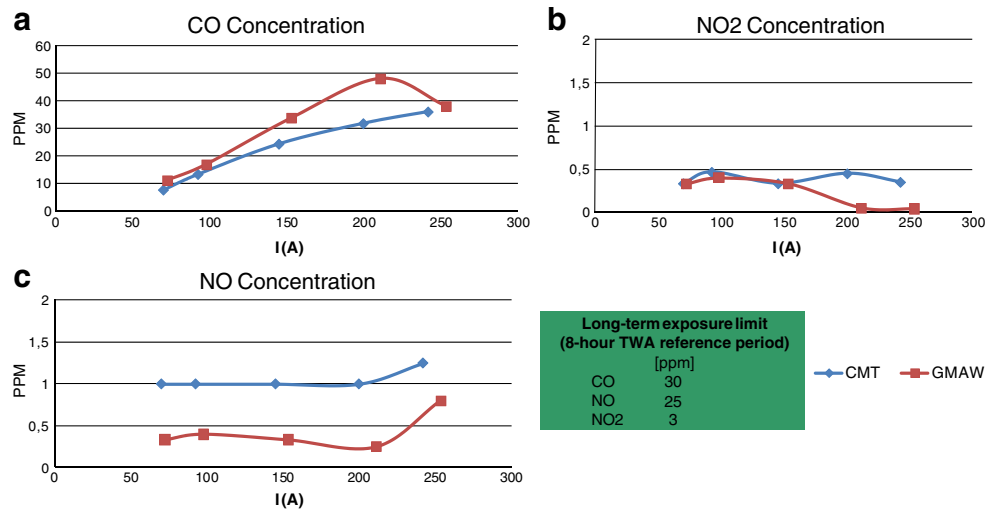 a
CO Concentration
60
50
40
30
20
10
0
PPM
0 50 100 150 200 250 300
I(A)
b
NO2 Concentration
2
1,5
1
0,5
0
PPM
0 50 100 150 200 250 300
I(A)
c
NO Concentration
2
1,5
1
0,5
0
PPM
0 50 100 150 200 250 300
I(A)
Long-term exposure limit
(8-hour TWA reference period)
[ppm]
CO 30
NO 25
NO2 3
CMT GMAW